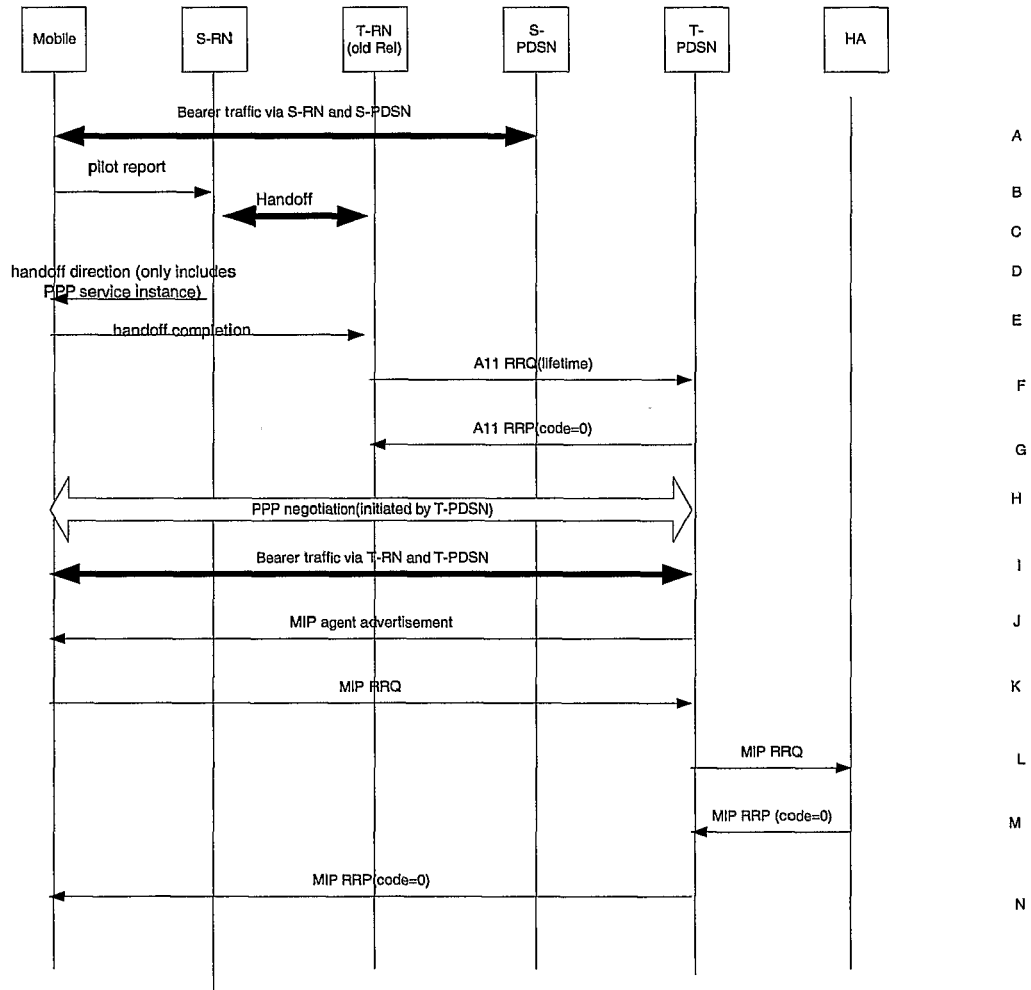 Mobile
S-RN
T-RN
(old Rel)
S-
PDSN
T-
PDSN
HA
Bearer traffic via S-RN and S-PDSN
A
pilot report
B
Handoff
C
handoff direction (only includes
PPP service instance)
D
handoff completion
E
A11 RRQ(lifetime)
F
A11 RRP(code=0)
G
PPP negotiation(initiated by T-PDSN)
H
Bearer traffic via T-RN and T-PDSN
I
MIP agent advertisement
J
MIP RRQ
K
MIP RRQ
L
MIP RRP (code=0)
M
MIP RRP(code=0)
N